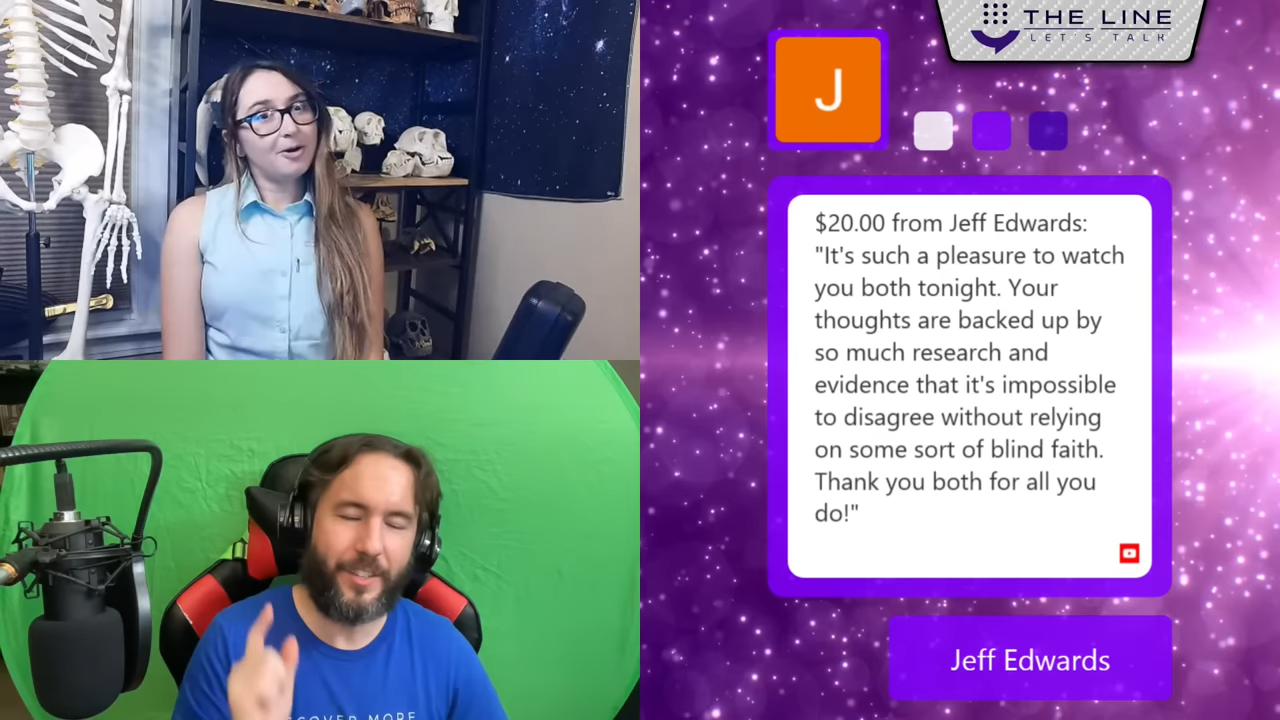 THE LINE
LET'S TALK
J
$20.00 from Jeff Edwards:
"It's such a pleasure to watch
you both tonight. Your
thoughts are backed up by
so much research and
evidence that it's impossible
to disagree without relying
on some sort of blind faith.
Thank you both for all you
do!"
Jeff Edwards
COVER MORE